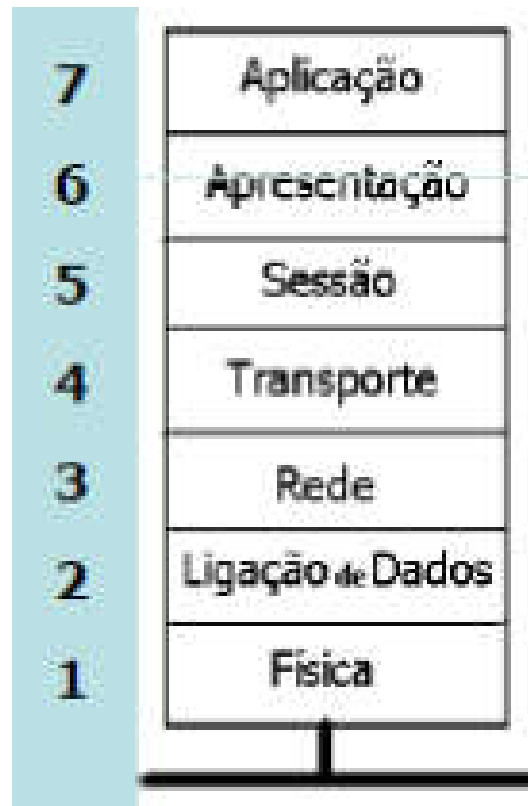 7 Aplicação
6 Apresentação
5 Sessão
4 Transporte
3 Rede
2 Ligação de Dados
1 Física